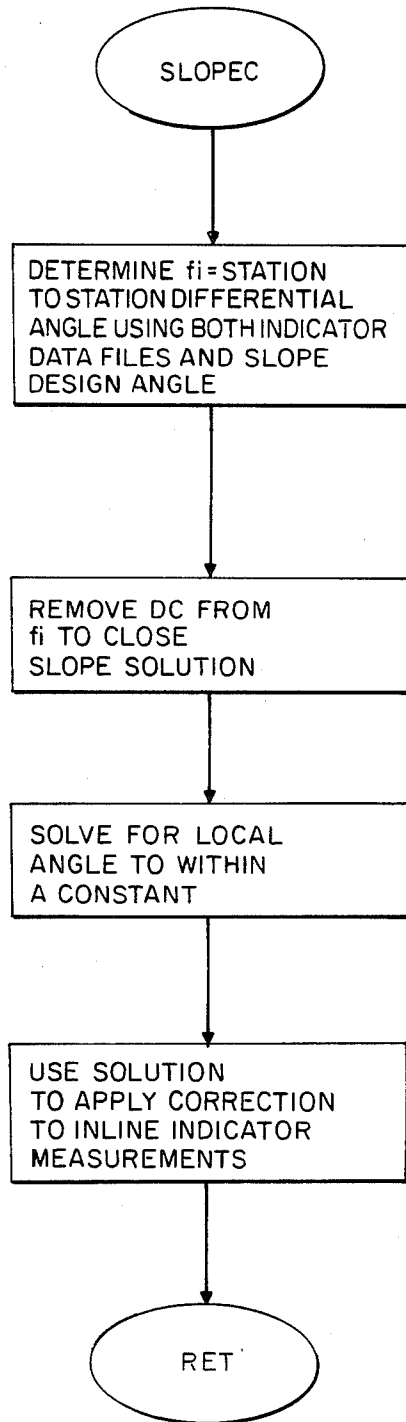 SLOPEC
DETERMINE fi=STATION
TO STATION DIFFERENTIAL
ANGLE USING BOTH INDICATOR
DATA FILES AND SLOPE
DESIGN ANGLE
REMOVE DC FROM
fi TO CLOSE
SLOPE SOLUTION
SOLVE FOR LOCAL
ANGLE TO WITHIN
A CONSTANT
USE SOLUTION
TO APPLY CORRECTION
TO INLINE INDICATOR
MEASUREMENTS
RET